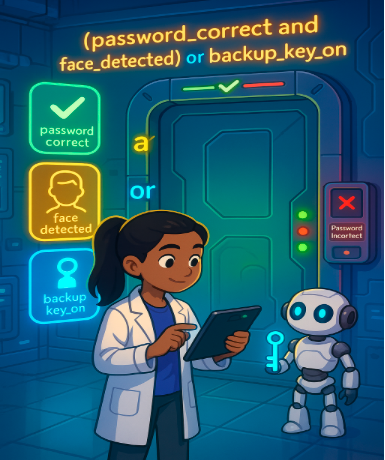 (password_correct and
face_detected) or backup_key_on
password
correct
a
or
face
detected
backup
key_on
Password
Incorrect